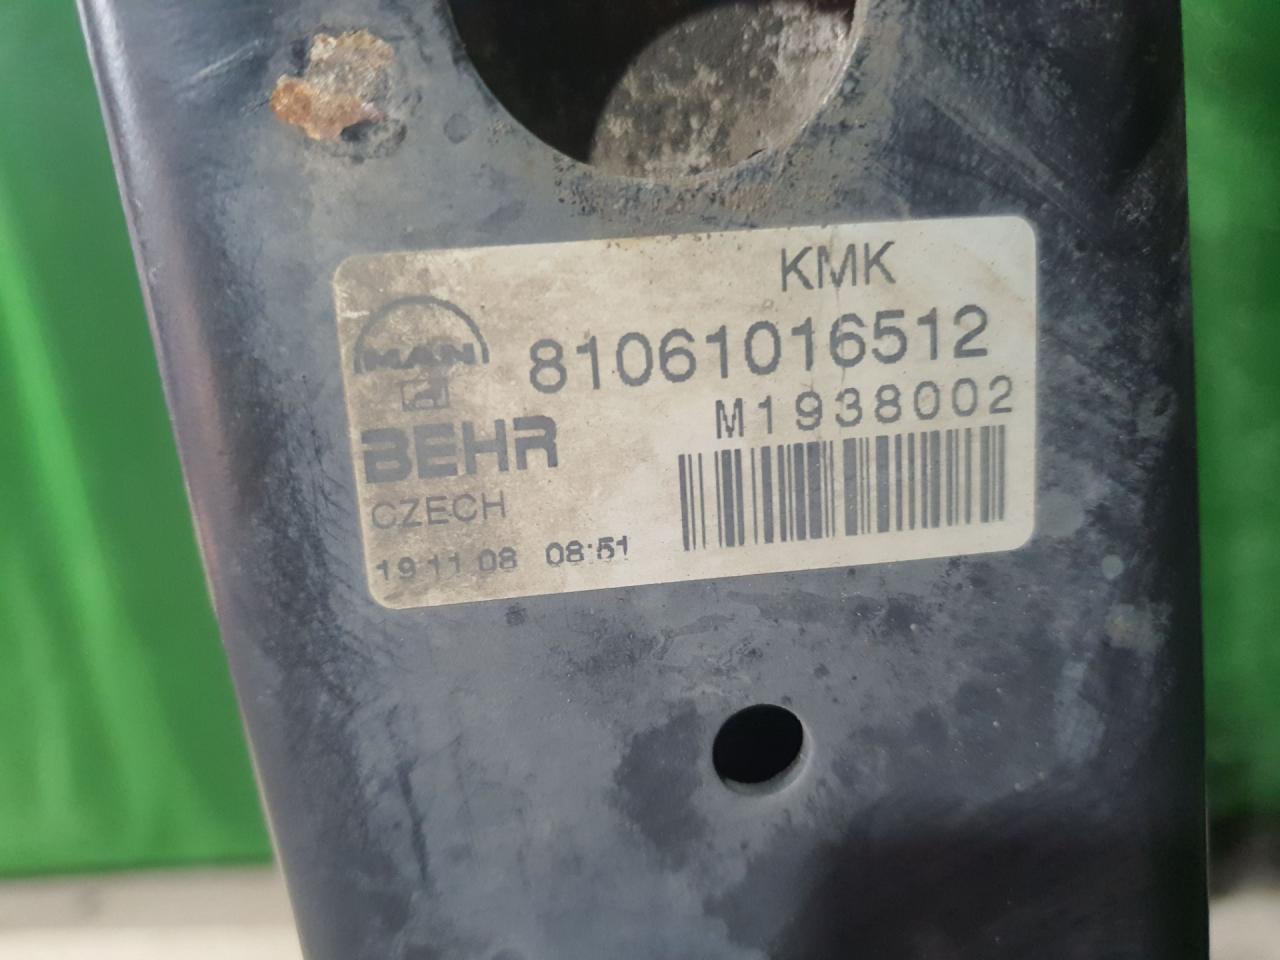 KMK
MAN
81061016512
M1938002
BEHR
CZECH
19.11.08 08:51